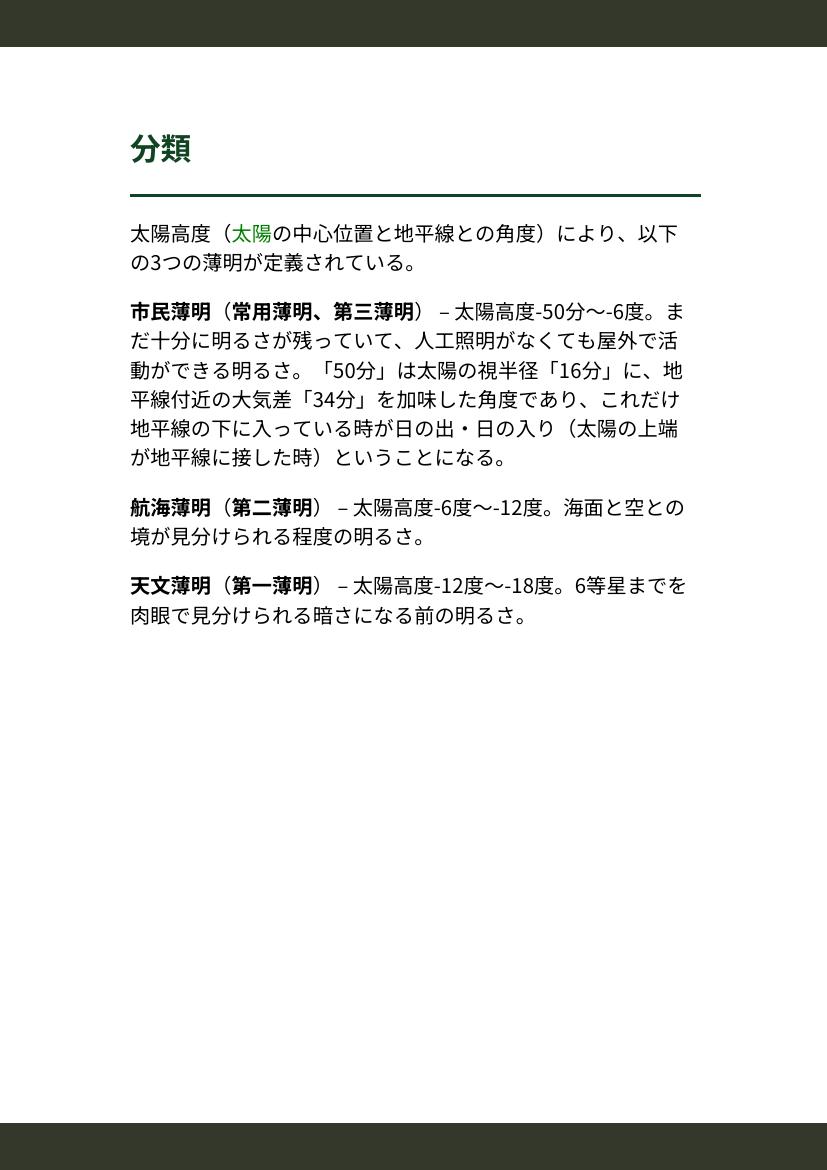 分類
太陽高度（太陽の中心位置と地平線との角度）により、以下
の3つの薄明が定義されている。
市民薄明（常用薄明、第三薄明） – 太陽高度-50分〜-6度。ま
だ十分に明るさが残っていて、人工照明がなくても屋外で活
動ができる明るさ。「50分」は太陽の視半径「16分」に、地
平線付近の大気差「34分」を加味した角度であり、これだけ
地平線の下に入っている時が日の出・日の入り（太陽の上端
が地平線に接した時）ということになる。
航海薄明（第二薄明） – 太陽高度-6度〜-12度。海面と空との
境が見分けられる程度の明るさ。
天文薄明（第一薄明） – 太陽高度-12度〜-18度。6等星までを
肉眼で見分けられる暗さになる前の明るさ。